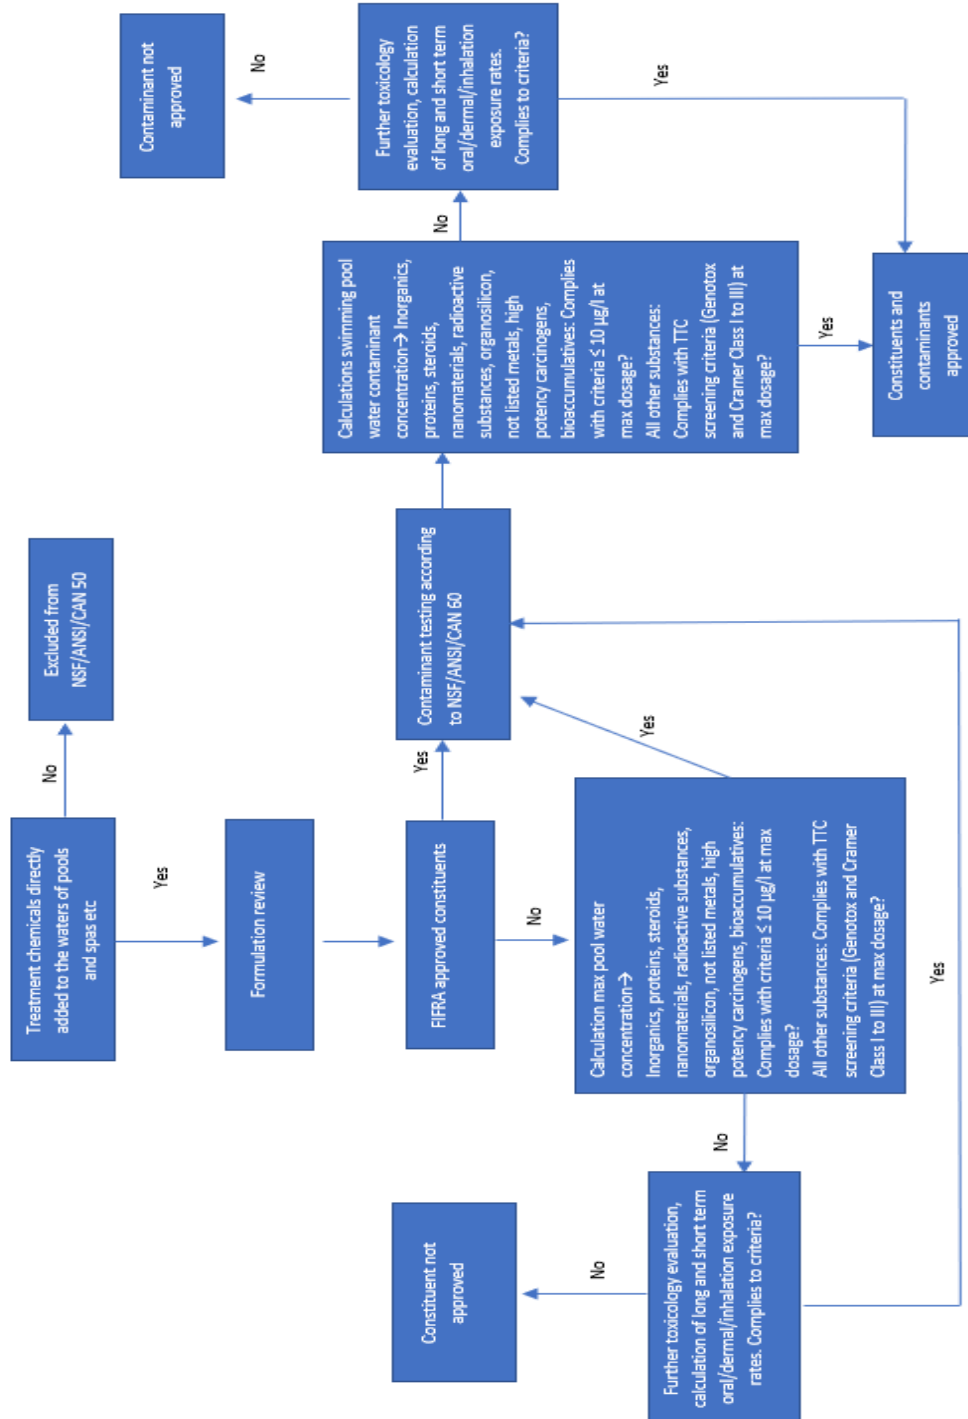 Treatment chemicals directly
added to the waters of pools
and spas etc
No
Excluded from
NSF/ANSI/CAN 50
Yes
Formulation review
FIFRA approved constituents
Yes
Contaminant testing according
to NSF/ANSI/CAN 60
No
Calculation max pool water
concentration→
Inorganics, proteins, steroids,
nanomaterials, radioactive substances,
organosilicon, not listed metals, high
potency carcinogens, bioaccumulatives:
Complies with criteria ≤ 10 µg/l at max
dosage?
All other substances: Complies with TTC
screening criteria (Genotox and Cramer
Class I to III) at max dosage?
Yes
No
Further toxicology evaluation,
calculation of long and short term
oral/dermal/inhalation exposure
rates. Complies to criteria?
No
Constituent not
approved
Yes
Calculations swimming pool
water contaminant
concentration→ Inorganics,
proteins, steroids,
nanomaterials, radioactive
substances, organosilicon,
not listed metals, high
potency carcinogens,
bioaccumulatives: Complies
with criteria ≤ 10 µg/l at
max dosage?
All other substances:
Complies with TTC
screening criteria (Genotox
and Cramer Class I to III) at
max dosage?
No
Further toxicology
evaluation, calculation
of long and short term
oral/dermal/inhalation
exposure rates.
Complies to criteria?
No
Contaminant not
approved
Yes
Yes
Constituents and
contaminants
approved